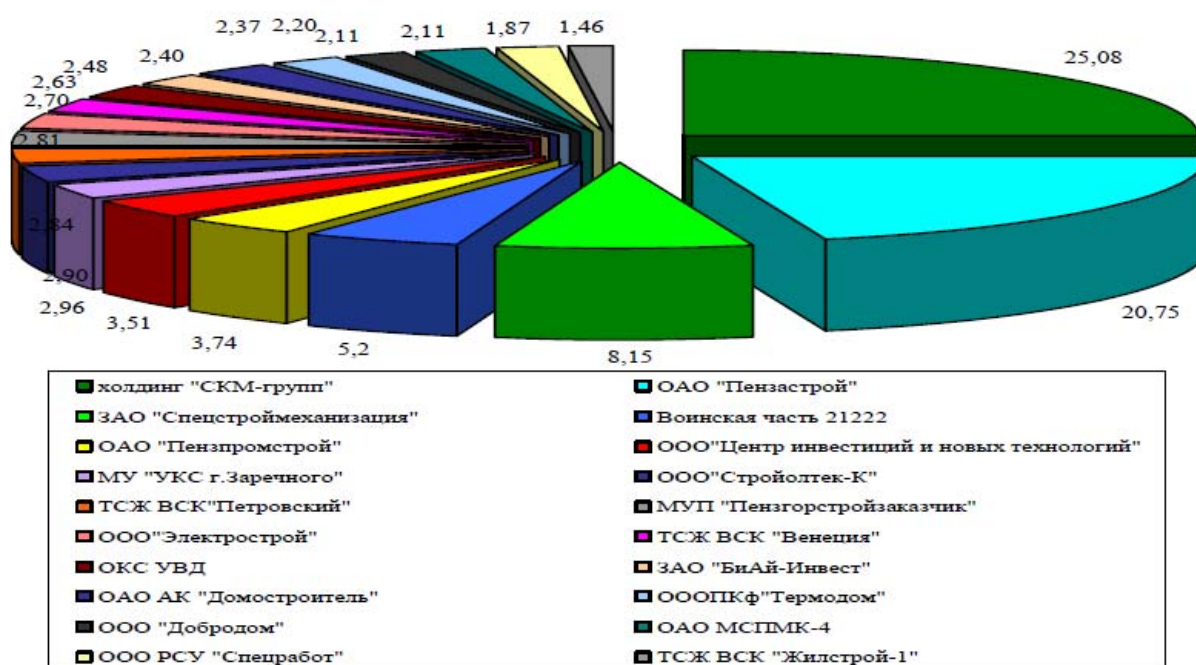 2,37 2,20 2,11 2,11 1,87 1,46
2,40
2,48
2,63
2,70
2,81
25,08
2,84
2,90
2,96
3,51
3,74
5,2
8,15
20,75
холдинг "СКМ-групп" ОАО "Пензастрой"
ЗАО "Спецстроймеханизация" Воинская часть 21222
ОАО "Пензпромстрой" ООО"Центр инвестиций и новых технологий"
МУ "УКС г.Заречного" ООО"Стройолтек-К"
ТСЖ ВСК"Петровский" МУП "Пензгорстройзаказчик"
ООО"Электрострой" ТСЖ ВСК "Венеция"
ОКС УВД ЗАО "БиАй-Инвест"
ОАО АК "Домостроитель" ОООПКф"Термодом"
ООО "Добродом" ОАО МСПМК-4
ООО РСУ "Спецработ" ТСЖ ВСК "Жилстрой-1"